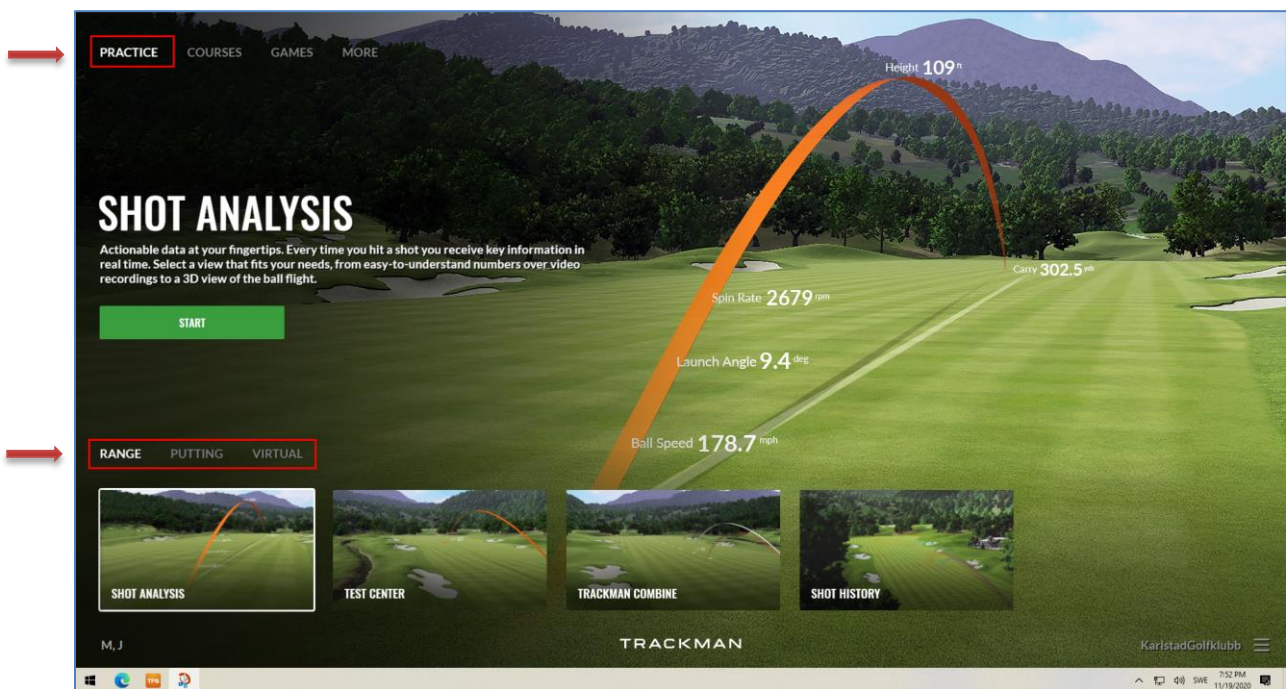 PRACTICE COURSES GAMES MORE
Height 109 ft
SHOT ANALYSIS
Actionable data at your fingertips. Every time you hit a shot you receive key information in
real time. Select a view that fits your needs, from easy-to-understand numbers over video
recordings to a 3D view of the ball flight.
Carry 302.5 yds
Spin Rate 2679 rpm
START
Launch Angle 9.4 deg
Ball Speed 178.7 mph
RANGE PUTTING VIRTUAL
SHOT ANALYSIS TEST CENTER TRACKMAN COMBINE SHOT HISTORY
M, J TRACKMAN KarlstadGolfklubb
TPS SWE 7:52 PM
11/19/2020